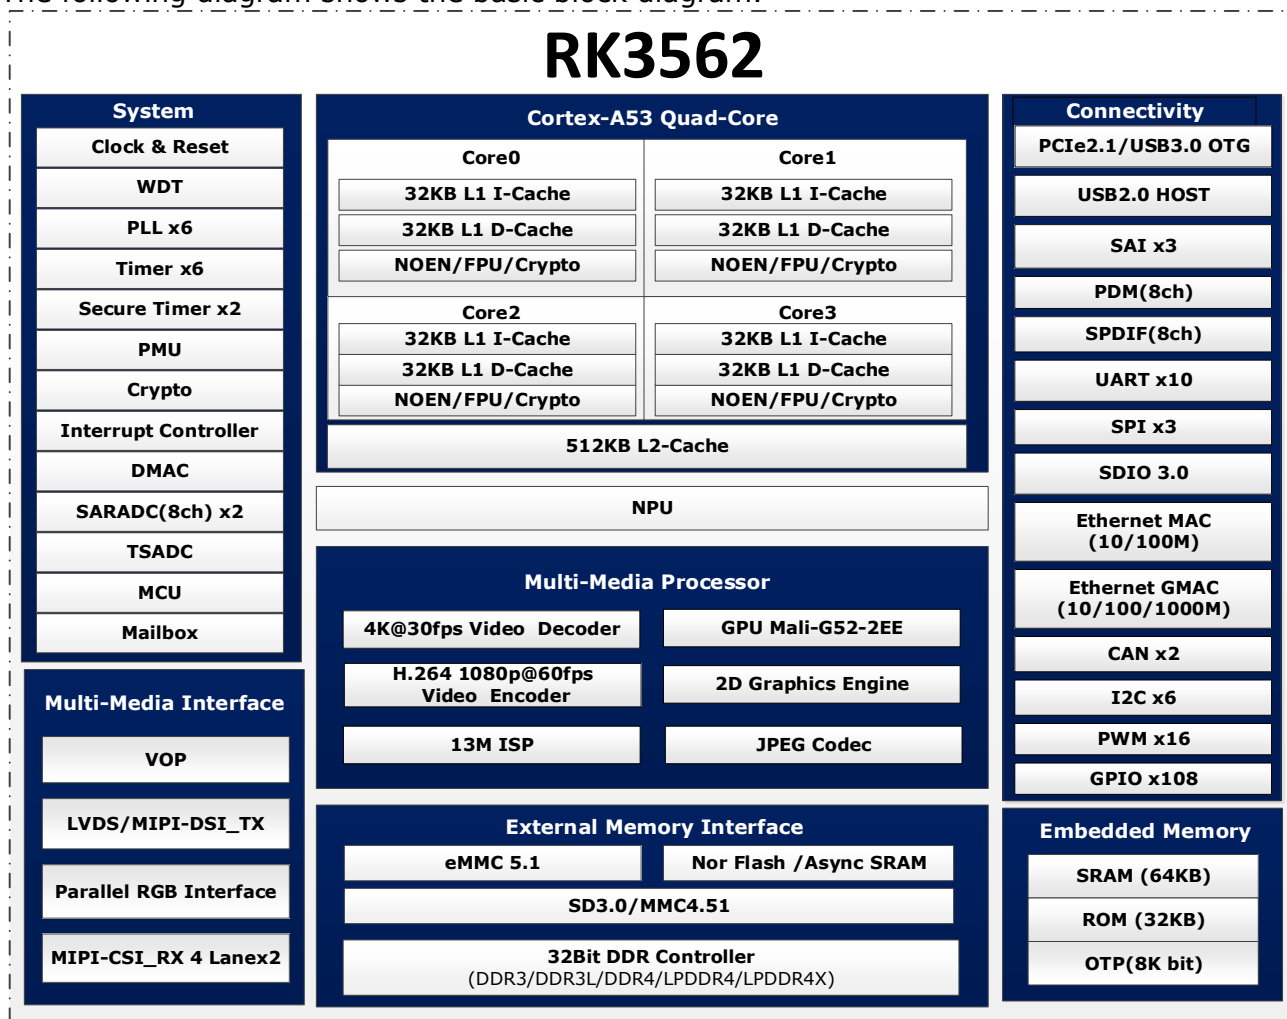 The following diagram shows the basic block diagram.
RK3562
System
Clock & Reset
WDT
PLL x6
Timer x6
Secure Timer x2
PMU
Crypto
Interrupt Controller
DMAC
SARADC(8ch) x2
TSADC
MCU
Mailbox
Multi-Media Interface
VOP
LVDS/MIPI-DSI_TX
Parallel RGB Interface
MIPI-CSI_RX 4 Lanex2
Cortex-A53 Quad-Core
Core0
32KB L1 I-Cache
32KB L1 D-Cache
NOEN/FPU/Crypto
Core1
32KB L1 I-Cache
32KB L1 D-Cache
NOEN/FPU/Crypto
Core2
32KB L1 I-Cache
32KB L1 D-Cache
NOEN/FPU/Crypto
Core3
32KB L1 I-Cache
32KB L1 D-Cache
NOEN/FPU/Crypto
512KB L2-Cache
NPU
Multi-Media Processor
4K@30fps Video Decoder
GPU Mali-G52-2EE
H.264 1080p@60fps
Video Encoder
2D Graphics Engine
13M ISP
JPEG Codec
External Memory Interface
eMMC 5.1
Nor Flash /Async SRAM
SD3.0/MMC4.51
32Bit DDR Controller
(DDR3/DDR3L/DDR4/LPDDR4/LPDDR4X)
Connectivity
PCIe2.1/USB3.0 OTG
USB2.0 HOST
SAI x3
PDM(8ch)
SPDIF(8ch)
UART x10
SPI x3
SDIO 3.0
Ethernet MAC
(10/100M)
Ethernet GMAC
(10/100/1000M)
CAN x2
I2C x6
PWM x16
GPIO x108
Embedded Memory
SRAM (64KB)
ROM (32KB)
OTP(8K bit)